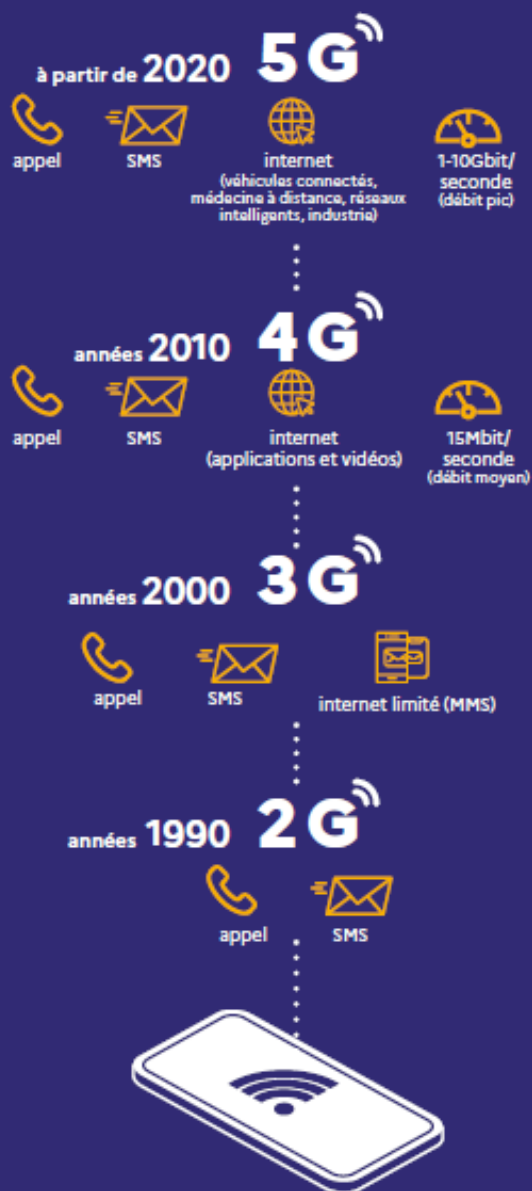 à partir de 2020 5G
appel
SMS
internet
(véhicules connectés,
médecine à distance, réseaux
intelligents, industrie)
1-10Gbit/
seconde
(débit pic)
années 2010 4G
appel
SMS
internet
(applications et vidéos)
15Mbit/
seconde
(débit moyen)
années 2000 3G
appel
SMS
internet limité (MMS)
années 1990 2G
appel
SMS